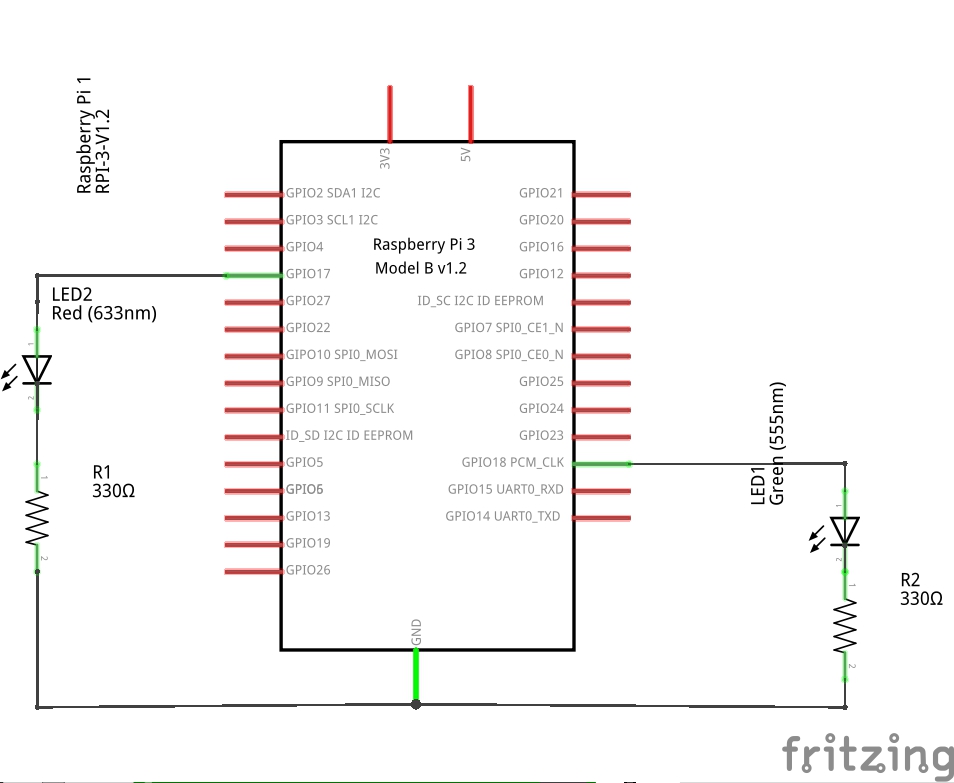 Raspberry Pi 1
RPI-3-V1.2
3V3
5V
GPIO2 SDA1 I2C
GPIO3 SCL1 I2C
GPIO4
GPIO17
GPIO27
GPIO22
GIPO10 SPI0_MOSI
GPIO9 SPI0_MISO
GPIO11 SPI0_SCLK
ID_SD I2C ID EEPROM
GPIO5
GPIO6
GPIO13
GPIO19
GPIO26
Raspberry Pi 3
Model B v1.2
GPIO21
GPIO20
GPIO16
GPIO12
ID_SC I2C ID EEPROM
GPIO7 SPI0_CE1_N
GPIO8 SPI0_CE0_N
GPIO25
GPIO24
GPIO23
GPIO18 PCM_CLK
GPIO15 UART0_RXD
GPIO14 UART0_TXD
GND
LED2
Red (633nm)
1
2
R1
330Ω
1
2
LED1
Green (555nm)
1
2
R2
330Ω
1
2
fritzing